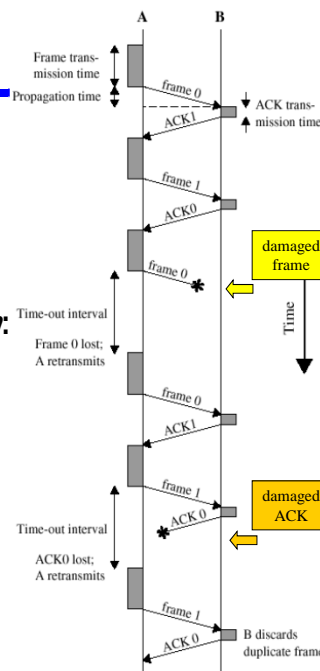 A B
Frame trans-
mission time
Propagation time
frame 0
ACK trans-
mission time
ACK1
frame 1
ACK0
damaged
frame
frame 0
Time
Time-out interval
Frame 0 lost;
A retransmits
frame 0
ACK1
frame 1
damaged
ACK
ACK 0
Time-out interval
ACK0 lost;
A retransmits
frame 1
B discards
duplicate frame
ACK 0